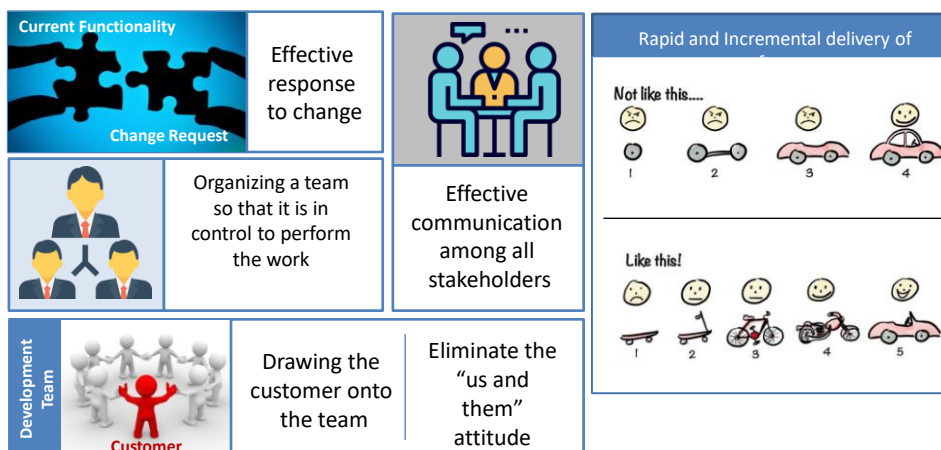 Current Functionality
Change Request
Effective
response
to change
Organizing a team
so that it is in
control to perform
the work
Effective
communication
among all
stakeholders
Development
Team
Customer
Drawing the
customer onto
the team
Eliminate the
“us and
them”
attitude
Rapid and Incremental delivery of
Not like this....
1 2 3 4
Like this!
1 2 3 4 5